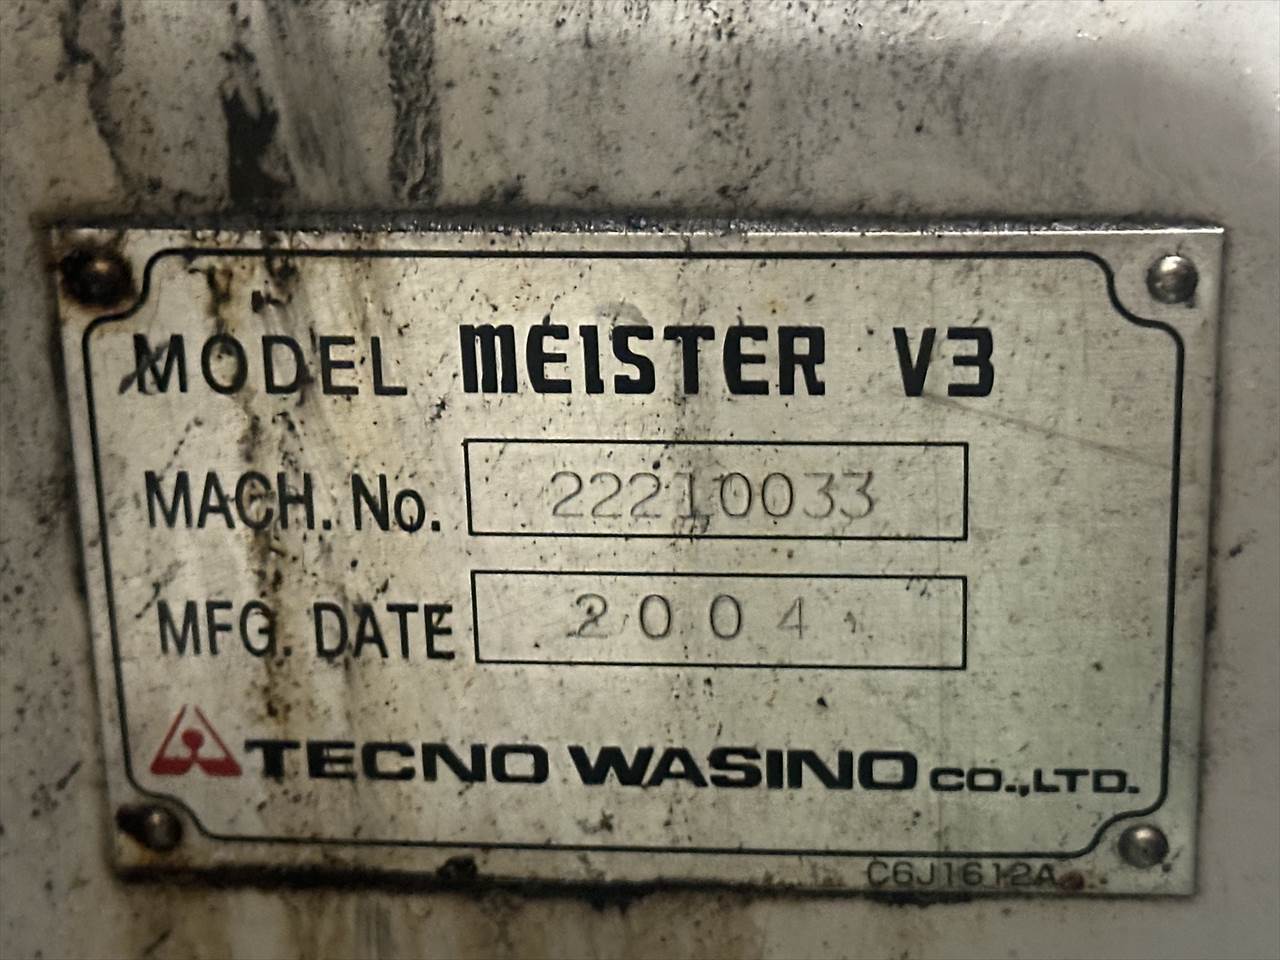 MODEL MEISTER V3
MACH. No. 22210033
MFG. DATE 2004
TECNO WASINO CO.,LTD.
C6J1612A